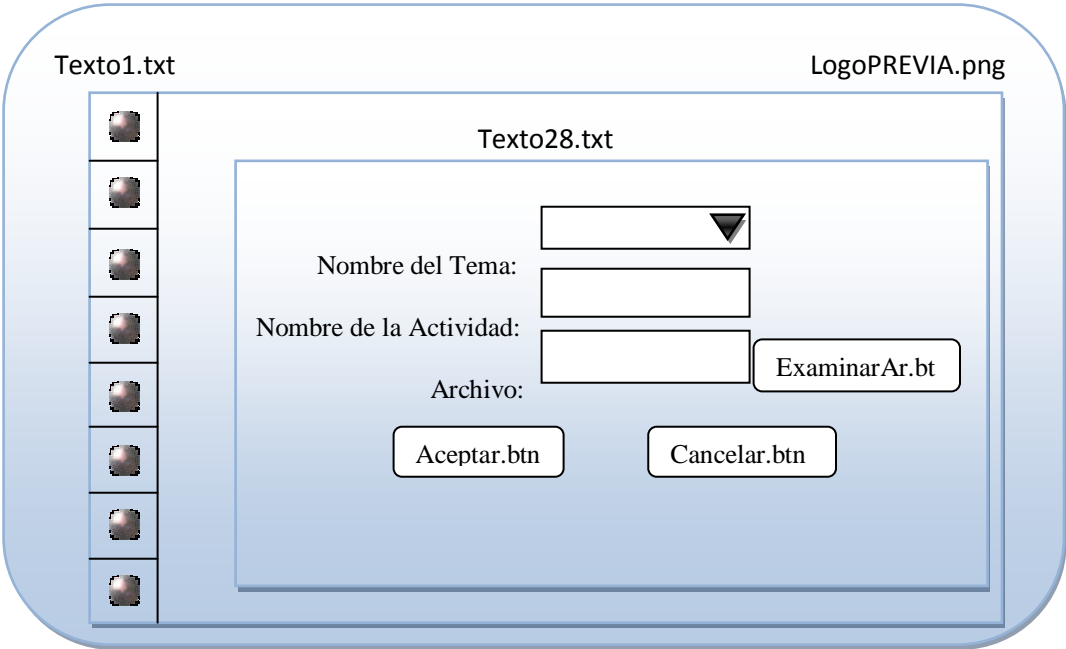 Texto1.txt
LogoPREVIA.png
Texto28.txt
Nombre del Tema:
Nombre de la Actividad:
Archivo:
ExaminarAr.bt
Aceptar.btn
Cancelar.btn